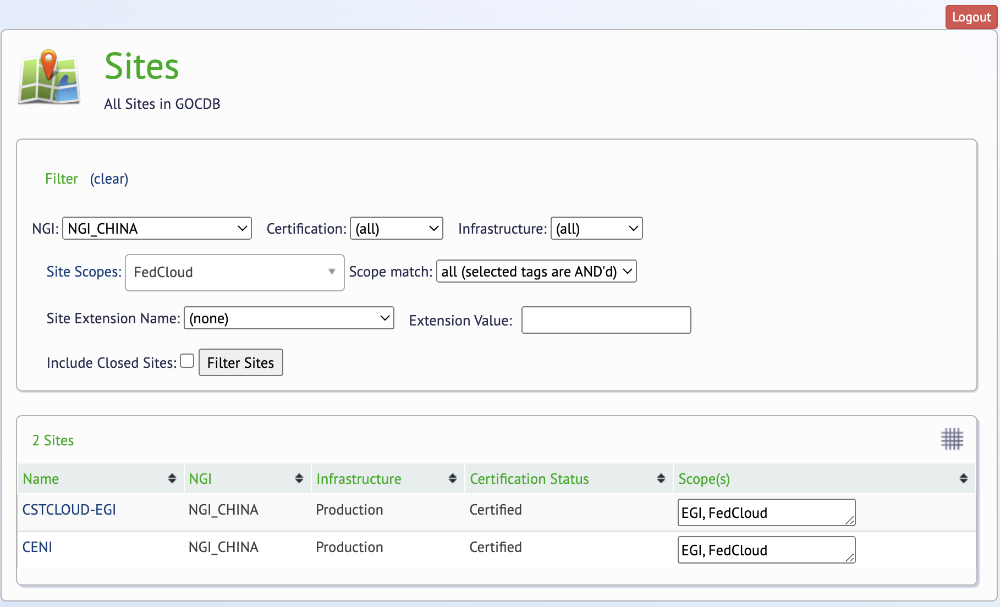 Logout
Sites
All Sites in GOCDB
Filter (clear)
NGI: NGI_CHINA Certification: (all) Infrastructure: (all)
Site Scopes: FedCloud Scope match: all (selected tags are AND'd)
Site Extension Name: (none) Extension Value:
Include Closed Sites: Filter Sites
2 Sites
Name NGI Infrastructure Certification Status Scope(s)
CSTCLOUD-EGI NGI_CHINA Production Certified EGI, FedCloud
CENI NGI_CHINA Production Certified EGI, FedCloud